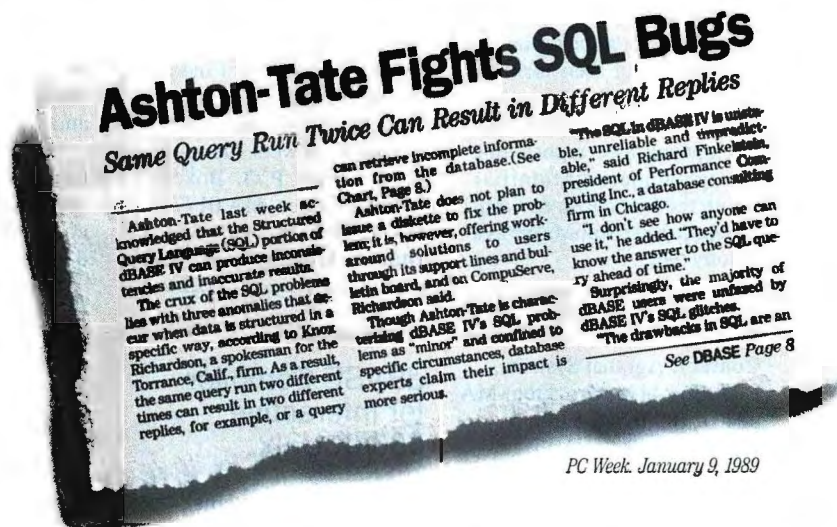 Ashton-Tate Fights SQL Bugs
Same Query Run Twice Can Result in Different Replies
Ashton-Tate last week ac-
knowledged that the Structured
Query Language (SQL) portion of
dBASE IV can produce inconsis-
tencies and inaccurate results.
The crux of the SQL problems
lies with three anomalies that oc-
cur when data is structured in a
specific way, according to Knox
Richardson, a spokesman for the
Torrance, Calif., firm. As a result,
the same query run two different
times can result in two different
replies, for example, or a query
can retrieve incomplete informa-
tion from the database.(See
Chart, Page 8.)
Ashton-Tate does not plan to
issue a diskette to fix the prob-
lem; it is, however, offering work-
around solutions to users
through its support lines and bul-
letin board, and on CompuServe,
Richardson said.
Though Ashton-Tate is charac-
terizing dBASE IV's SQL prob-
lems as "minor" and confined to
specific circumstances, database
experts claim their impact is
more serious.
"The SQL in dBASE IV is unsta-
ble, unreliable and unpredict-
able," said Richard Finkelstein,
president of Performance Com-
puting Inc., a database consulting
firm in Chicago.
"I don't see how anyone can
use it," he added. "They'd have to
know the answer to the SQL que-
ry ahead of time."
Surprisingly, the majority of
dBASE users were unfazed by
dBASE IV's SQL glitches.
"The drawbacks in SQL are an
See DBASE Page 8
PC Week. January 9, 1989